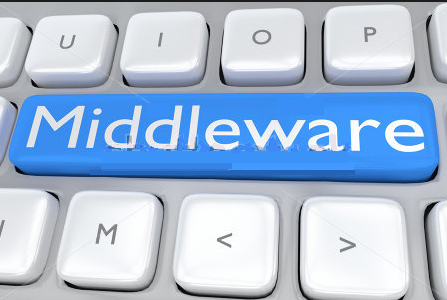 U I O P
Middleware
M < >